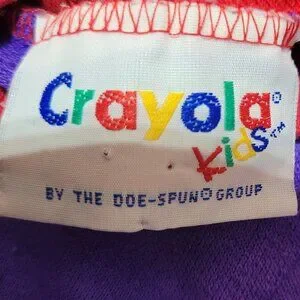 Crayola®
Kids™
BY THE DOE-SPUN® GROUP